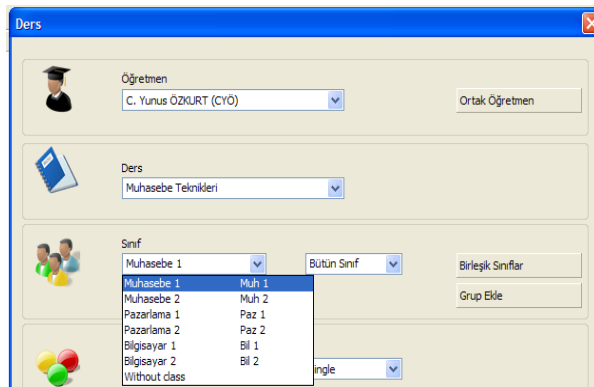 Ders
Öğretmen
C. Yunus ÖZKURT (CYÖ)
Ortak Öğretmen
Ders
Muhasebe Teknikleri
Sınıf
Muhasebe 1
Bütün Sınıf
Birleşik Sınıflar
Grup Ekle
Muhasebe 1 Muh 1
Muhasebe 2 Muh 2
Pazarlama 1 Paz 1
Pazarlama 2 Paz 2
Bilgisayar 1 Bil 1
Bilgisayar 2 Bil 2
Without class
ingle